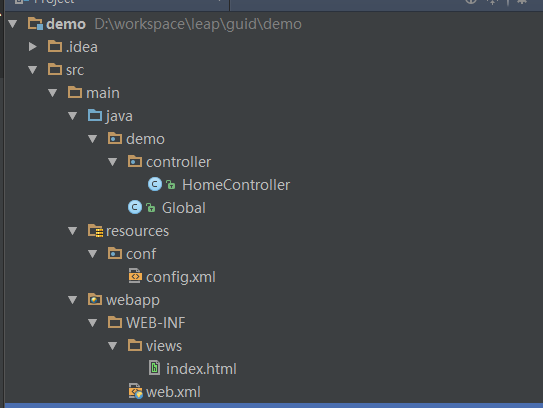 Project
demo D:\workspace\leap\guid\demo
.idea
src
main
java
demo
controller
HomeController
Global
resources
conf
config.xml
webapp
WEB-INF
views
index.html
web.xml